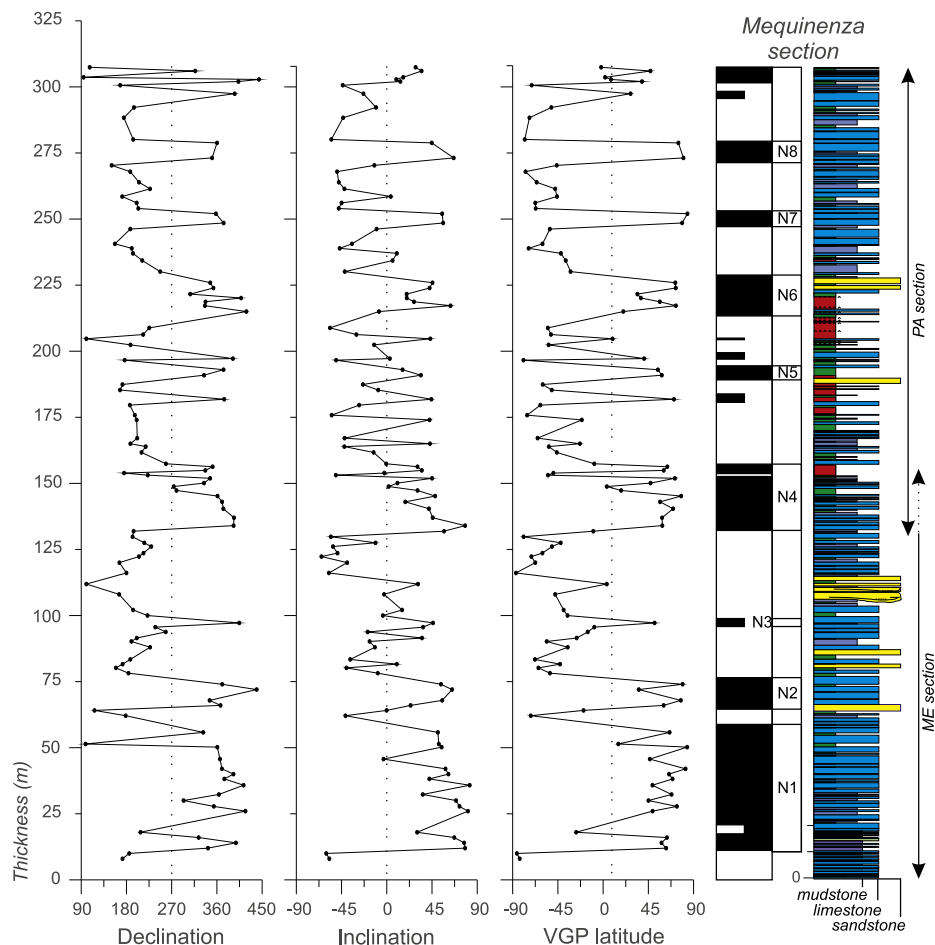 Mequinenza
section
325
300
275
250
225
200
175
150
125
100
75
50
25
0
Thickness (m)
90 180 270 360 450
Declination
-90 -45 0 45 90
Inclination
-90 -45 0 45 90
VGP latitude
N8
N7
N6
N5
N4
N3
N2
N1
PA section
ME section
0
mudstone
limestone
sandstone